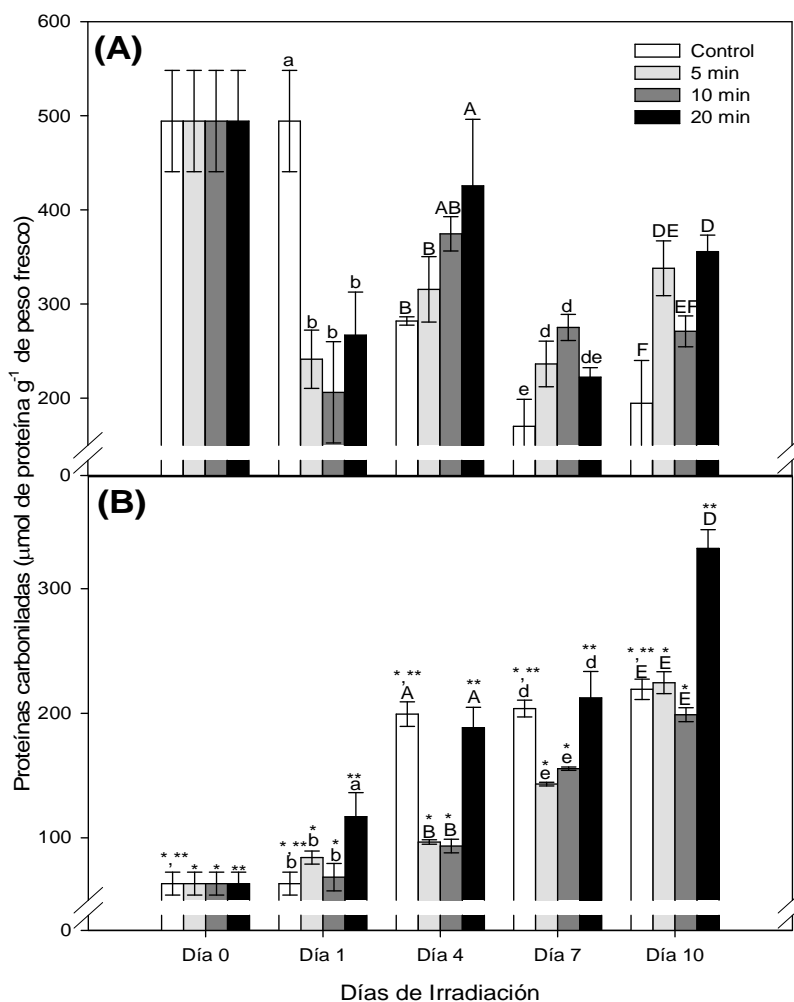 Proteínas carboniladas (µmol de proteína g⁻¹ de peso fresco)
(A)
Control
5 min
10 min
20 min
600
500
400
300
200
0
a
b
b
b
B
B
AB
A
e
d
d
de
F
DE
EF
D
(B)
300
200
100
0
*,** * * **
*,** b
* b
* b
** a
*,** A
* B
* B
** A
*,** d
* e
* e
** d
*,** E
* E
* E
** D
Día 0 Día 1 Día 4 Día 7 Día 10
Días de Irradiación